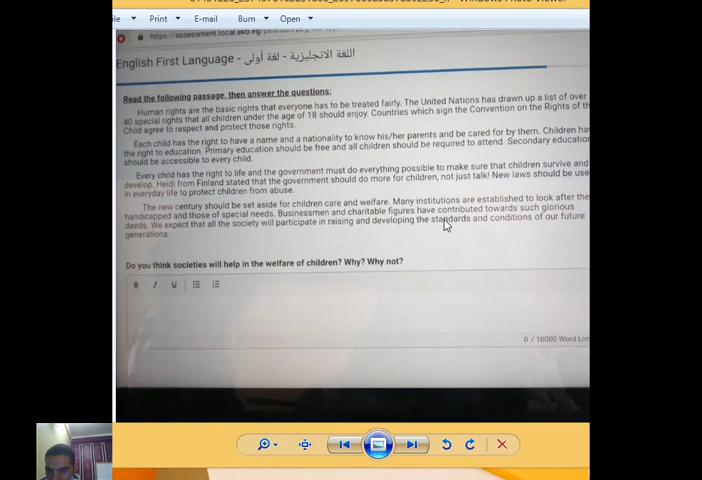 Print E-mail Burn Open
https://assessment.local.ekb.eg/
English First Language - اللغة الانجليزية - لغة أولى
Read the following passage, then answer the questions:
Human rights are the basic rights that everyone has to be treated fairly. The United Nations has drawn up a list of over
40 special rights that all children under the age of 18 should enjoy. Countries which sign the Convention on the Rights of
Child agree to respect and protect those rights.
Each child has the right to have a name and a nationality to know his/her parents and be cared for by them. Children
the right to education. Primary education should be free and all children should be required to attend. Secondary
should be accessible to every child.
Every child has the right to life and the government must do everything possible to make sure that children survive and
develop. Heidi from Finland stated that the government should do more for children, not just talk! New laws should be
in everyday life to protect children from abuse.
The new century should be set aside for children care and welfare. Many institutions are established to look after the
handicapped and those of special needs. Businessmen and charitable figures have contributed towards such glorious
deeds. We expect that all the society will participate in raising and developing the standards and conditions of our future
generations.
Do you think societies will help in the welfare of children? Why? Why not?
B I U
0 / 10000 Word